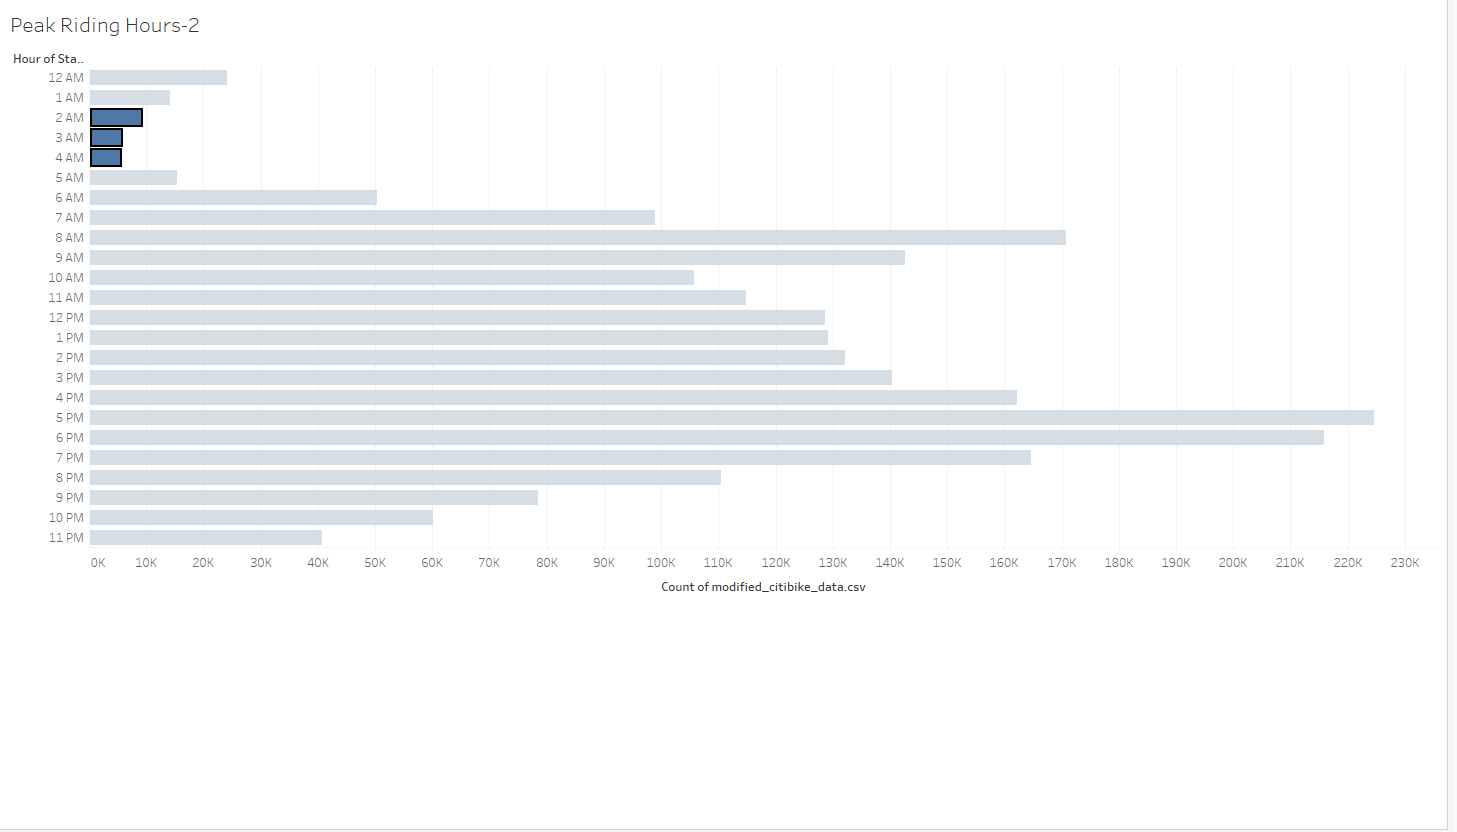 Peak Riding Hours-2
Hour of Sta..
12 AM
1 AM
2 AM
3 AM
4 AM
5 AM
6 AM
7 AM
8 AM
9 AM
10 AM
11 AM
12 PM
1 PM
2 PM
3 PM
4 PM
5 PM
6 PM
7 PM
8 PM
9 PM
10 PM
11 PM
0K 10K 20K 30K 40K 50K 60K 70K 80K 90K 100K 110K 120K 130K 140K 150K 160K 170K 180K 190K 200K 210K 220K 230K
Count of modified_citibike_data.csv